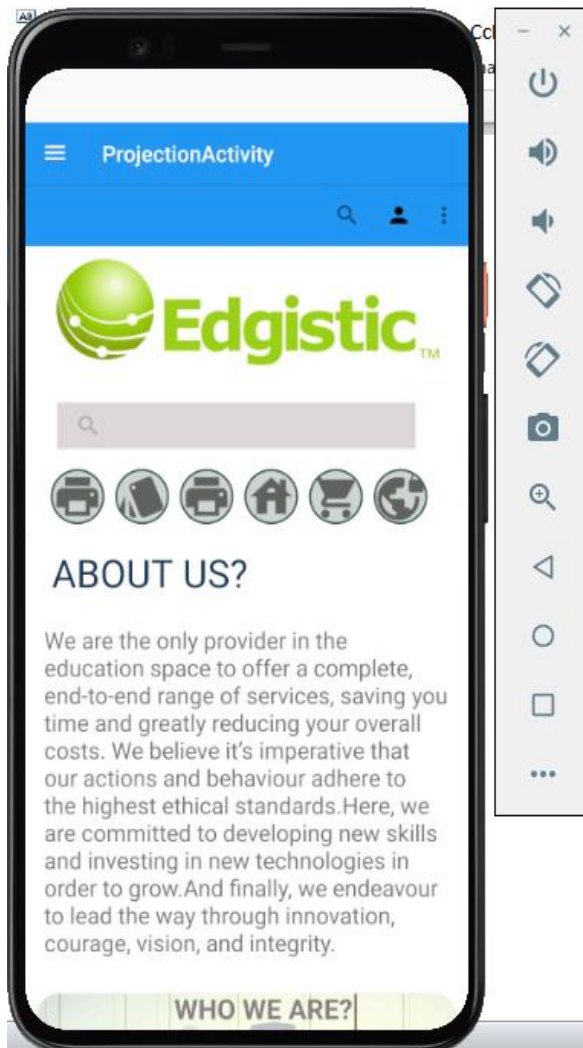 ProjectionActivity
Edgistic TM
ABOUT US?
We are the only provider in the
education space to offer a complete,
end-to-end range of services, saving you
time and greatly reducing your overall
costs. We believe it's imperative that
our actions and behaviour adhere to
the highest ethical standards.Here, we
are committed to developing new skills
and investing in new technologies in
order to grow.And finally, we endeavour
to lead the way through innovation,
courage, vision, and integrity.
WHO WE ARE?